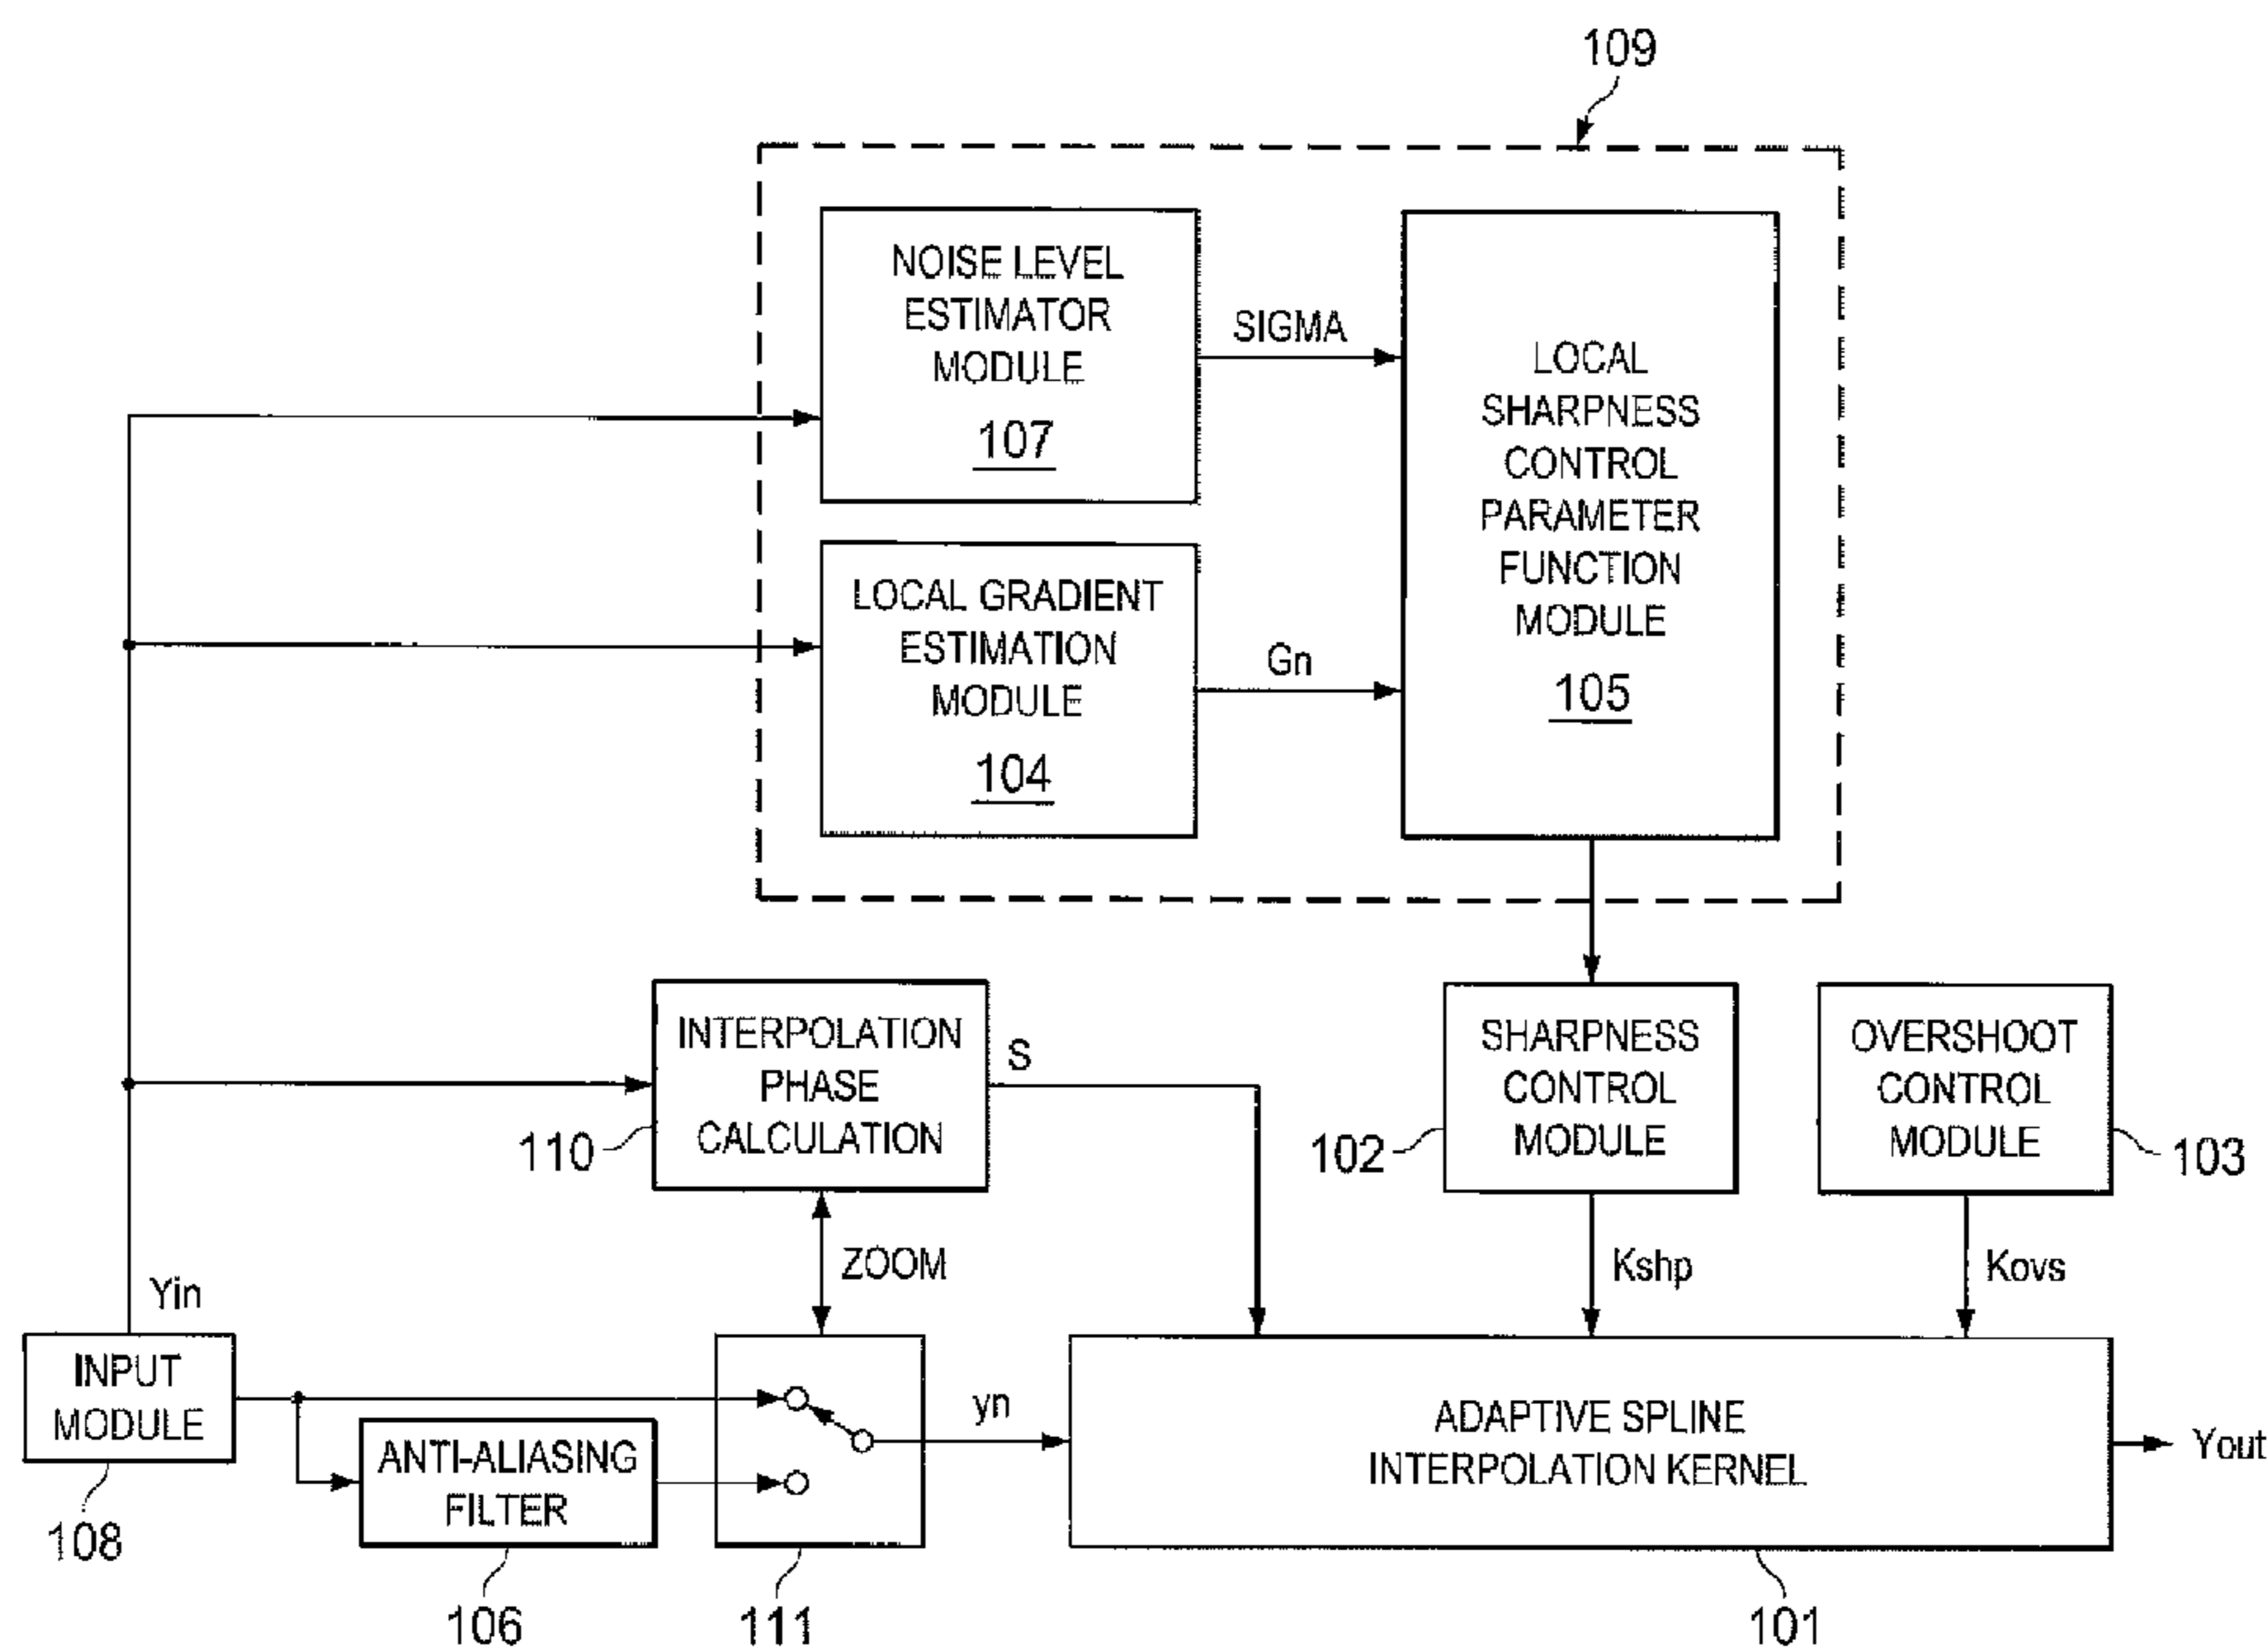 109
NOISE LEVEL
ESTIMATOR
MODULE
107
SIGMA
LOCAL
SHARPNESS
CONTROL
PARAMETER
FUNCTION
MODULE
105
LOCAL GRADIENT
ESTIMATION
MODULE
104
Gn
INTERPOLATION
PHASE
CALCULATION
110
S
SHARPNESS
CONTROL
MODULE
102
OVERSHOOT
CONTROL
MODULE
103
ZOOM
Kshp
Kovs
Yin
INPUT
MODULE
108
ANTI-ALIASING
FILTER
106
111
yn
ADAPTIVE SPLINE
INTERPOLATION KERNEL
101
Yout